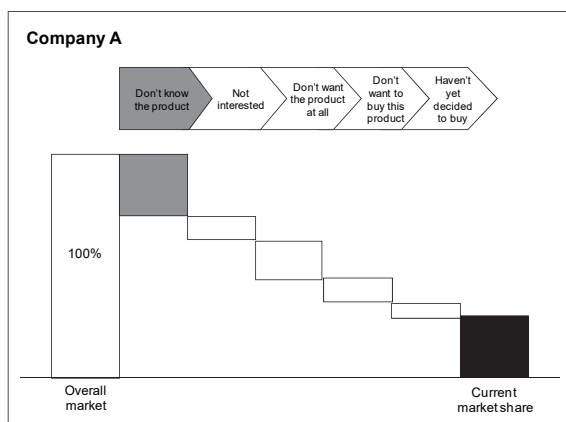 Company A
Don't know
the product
Not
interested
Don't want
the product
at all
Don't
want to
buy this
product
Haven't
yet
decided
to buy
100%
Overall
market
Current
market share